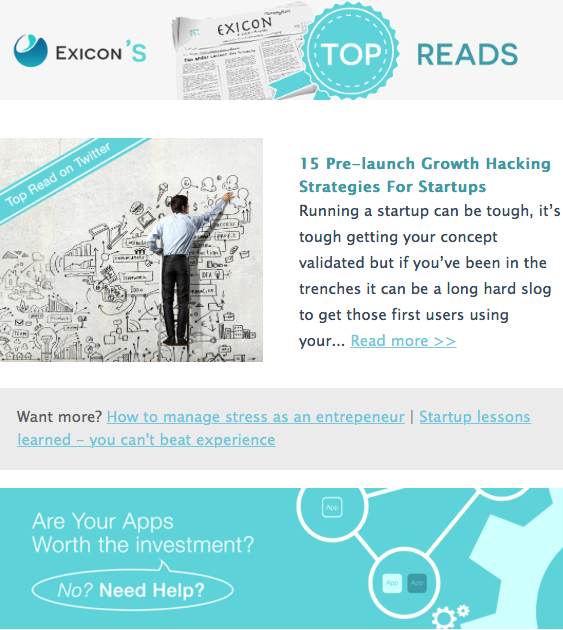 EXICON'S
EXICON
TOP
READS
Top Read on Twitter
15 Pre-launch Growth Hacking
Strategies For Startups
Running a startup can be tough, it's
tough getting your concept
validated but if you've been in the
trenches it can be a long hard slog
to get those first users using
your... Read more >>
Want more? How to manage stress as an entrepeneur | Startup lessons
learned – you can't beat experience
Are Your Apps
Worth the investment?
No? Need Help?
App
App
App